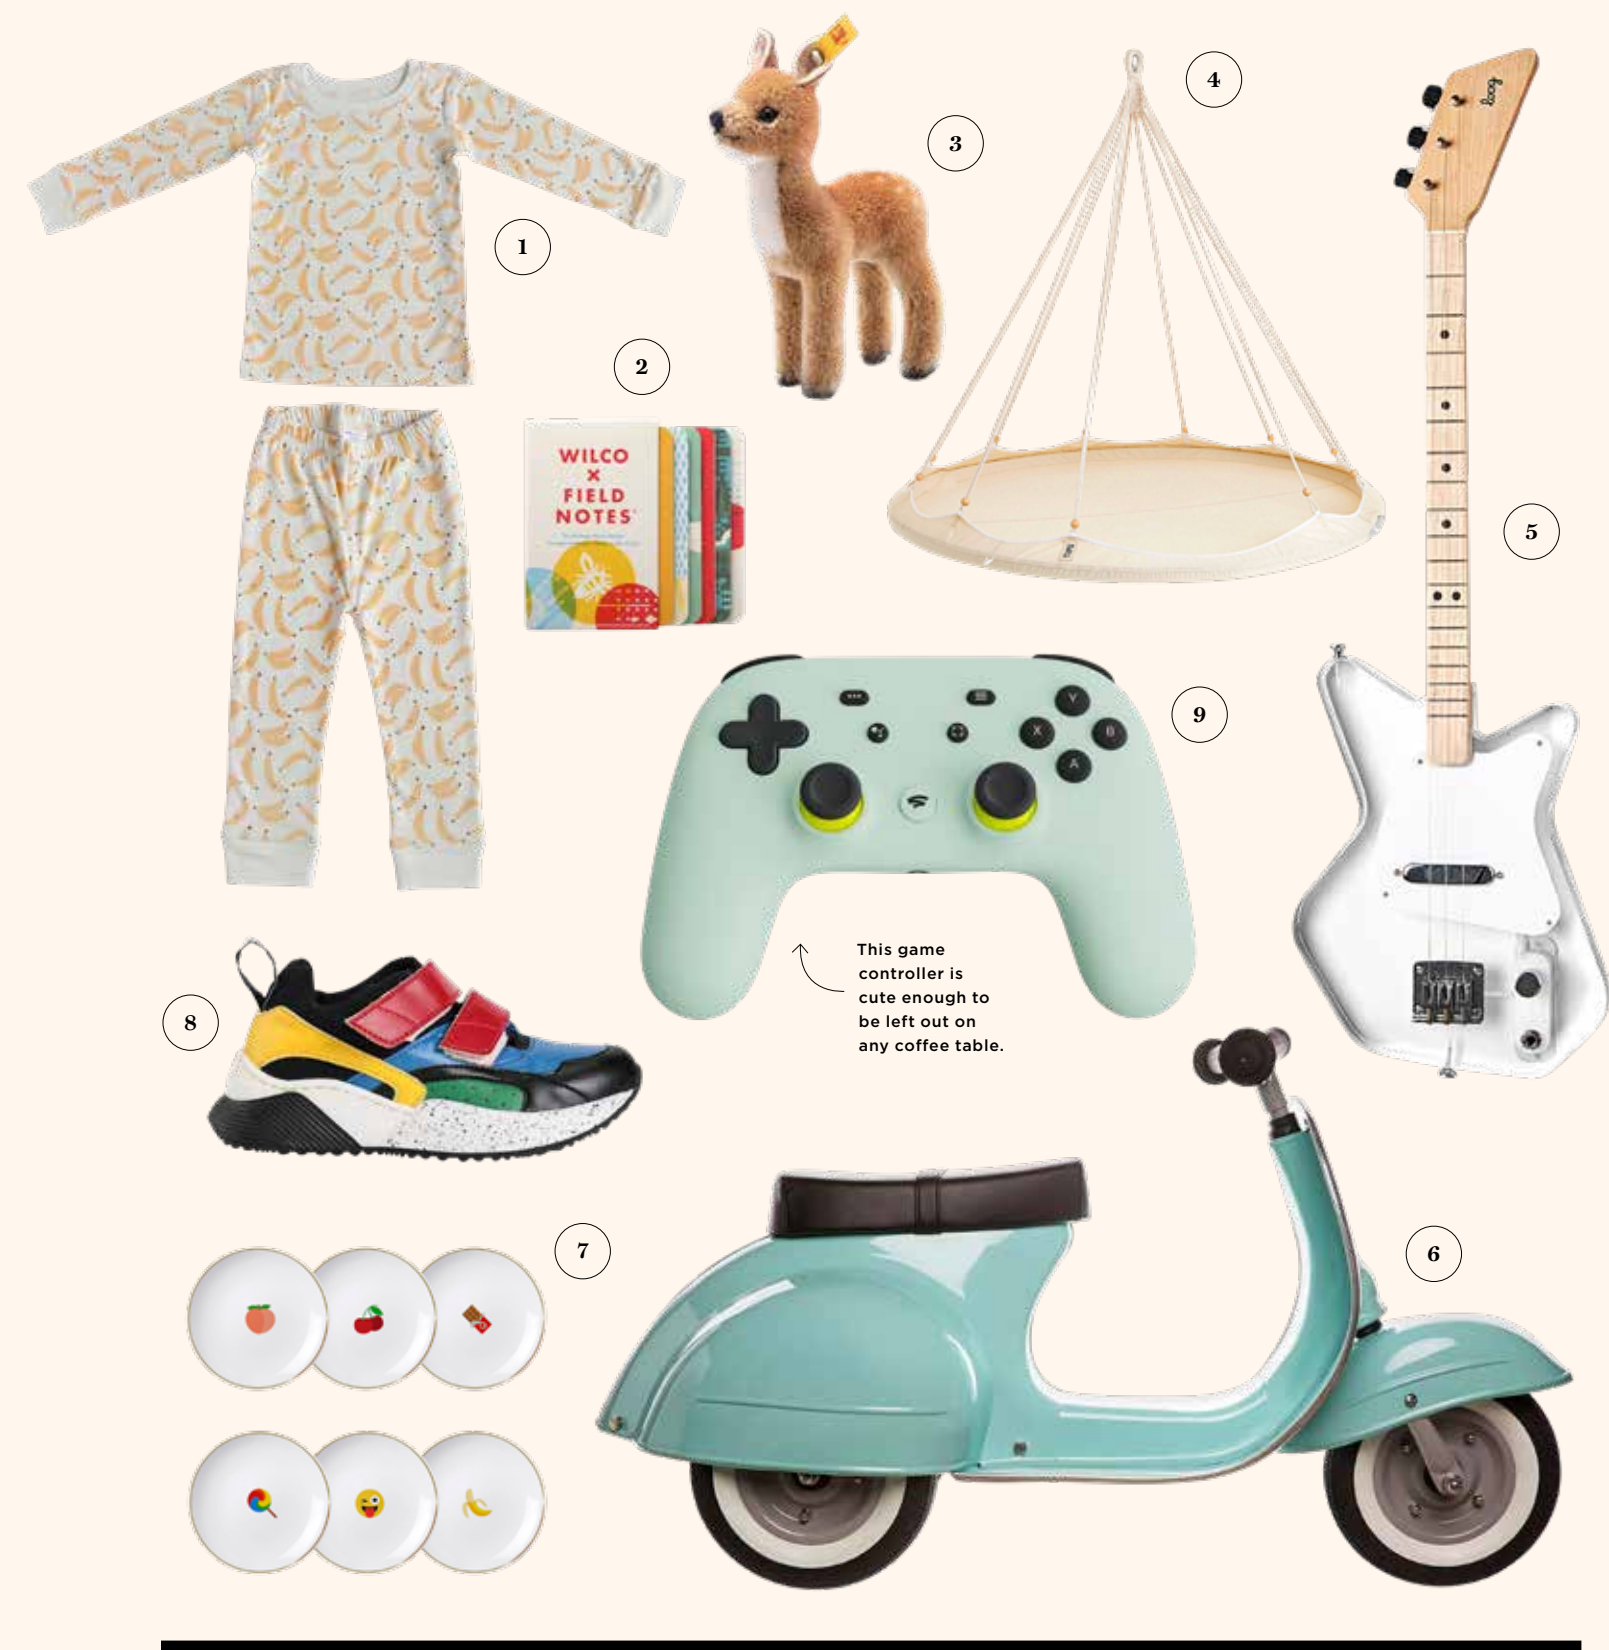 1
2
3
4
5
6
7
8
9
loog
WILCO
×
FIELD
NOTES
Y
X
B
A
This game
controller is
cute enough to
be left out on
any coffee table.